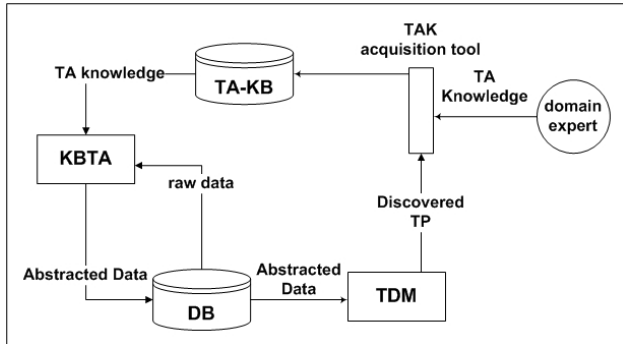 TAK
acquisition tool
TA knowledge
TA-KB
TA
Knowledge
domain
expert
KBTA
raw data
Discovered
TP
Abstracted Data
Abstracted
Data
DB
TDM